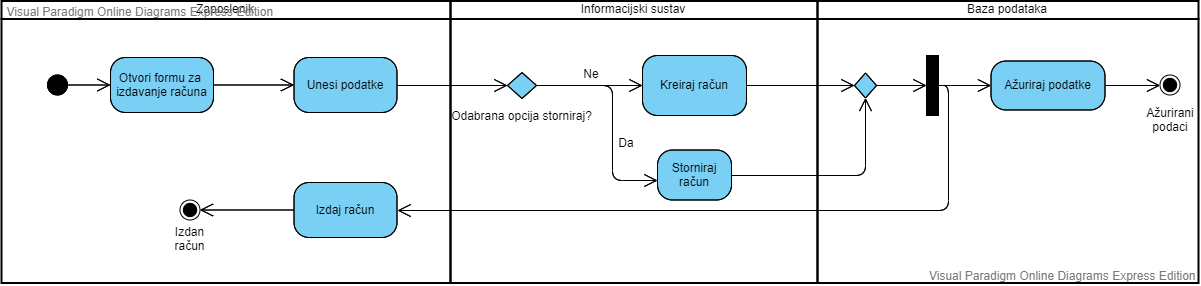 Visual Paradigm Online Diagrams Express Edition
Zaposlenik
Informacijski sustav
Baza podataka
Otvori formu za
izdavanje računa
Unesi podatke
Odabrana opcija storniraj?
Ne
Da
Kreiraj račun
Storniraj
račun
Ažuriraj podatke
Ažurirani
podaci
Izdaj račun
Izdan
račun
Visual Paradigm Online Diagrams Express Edition